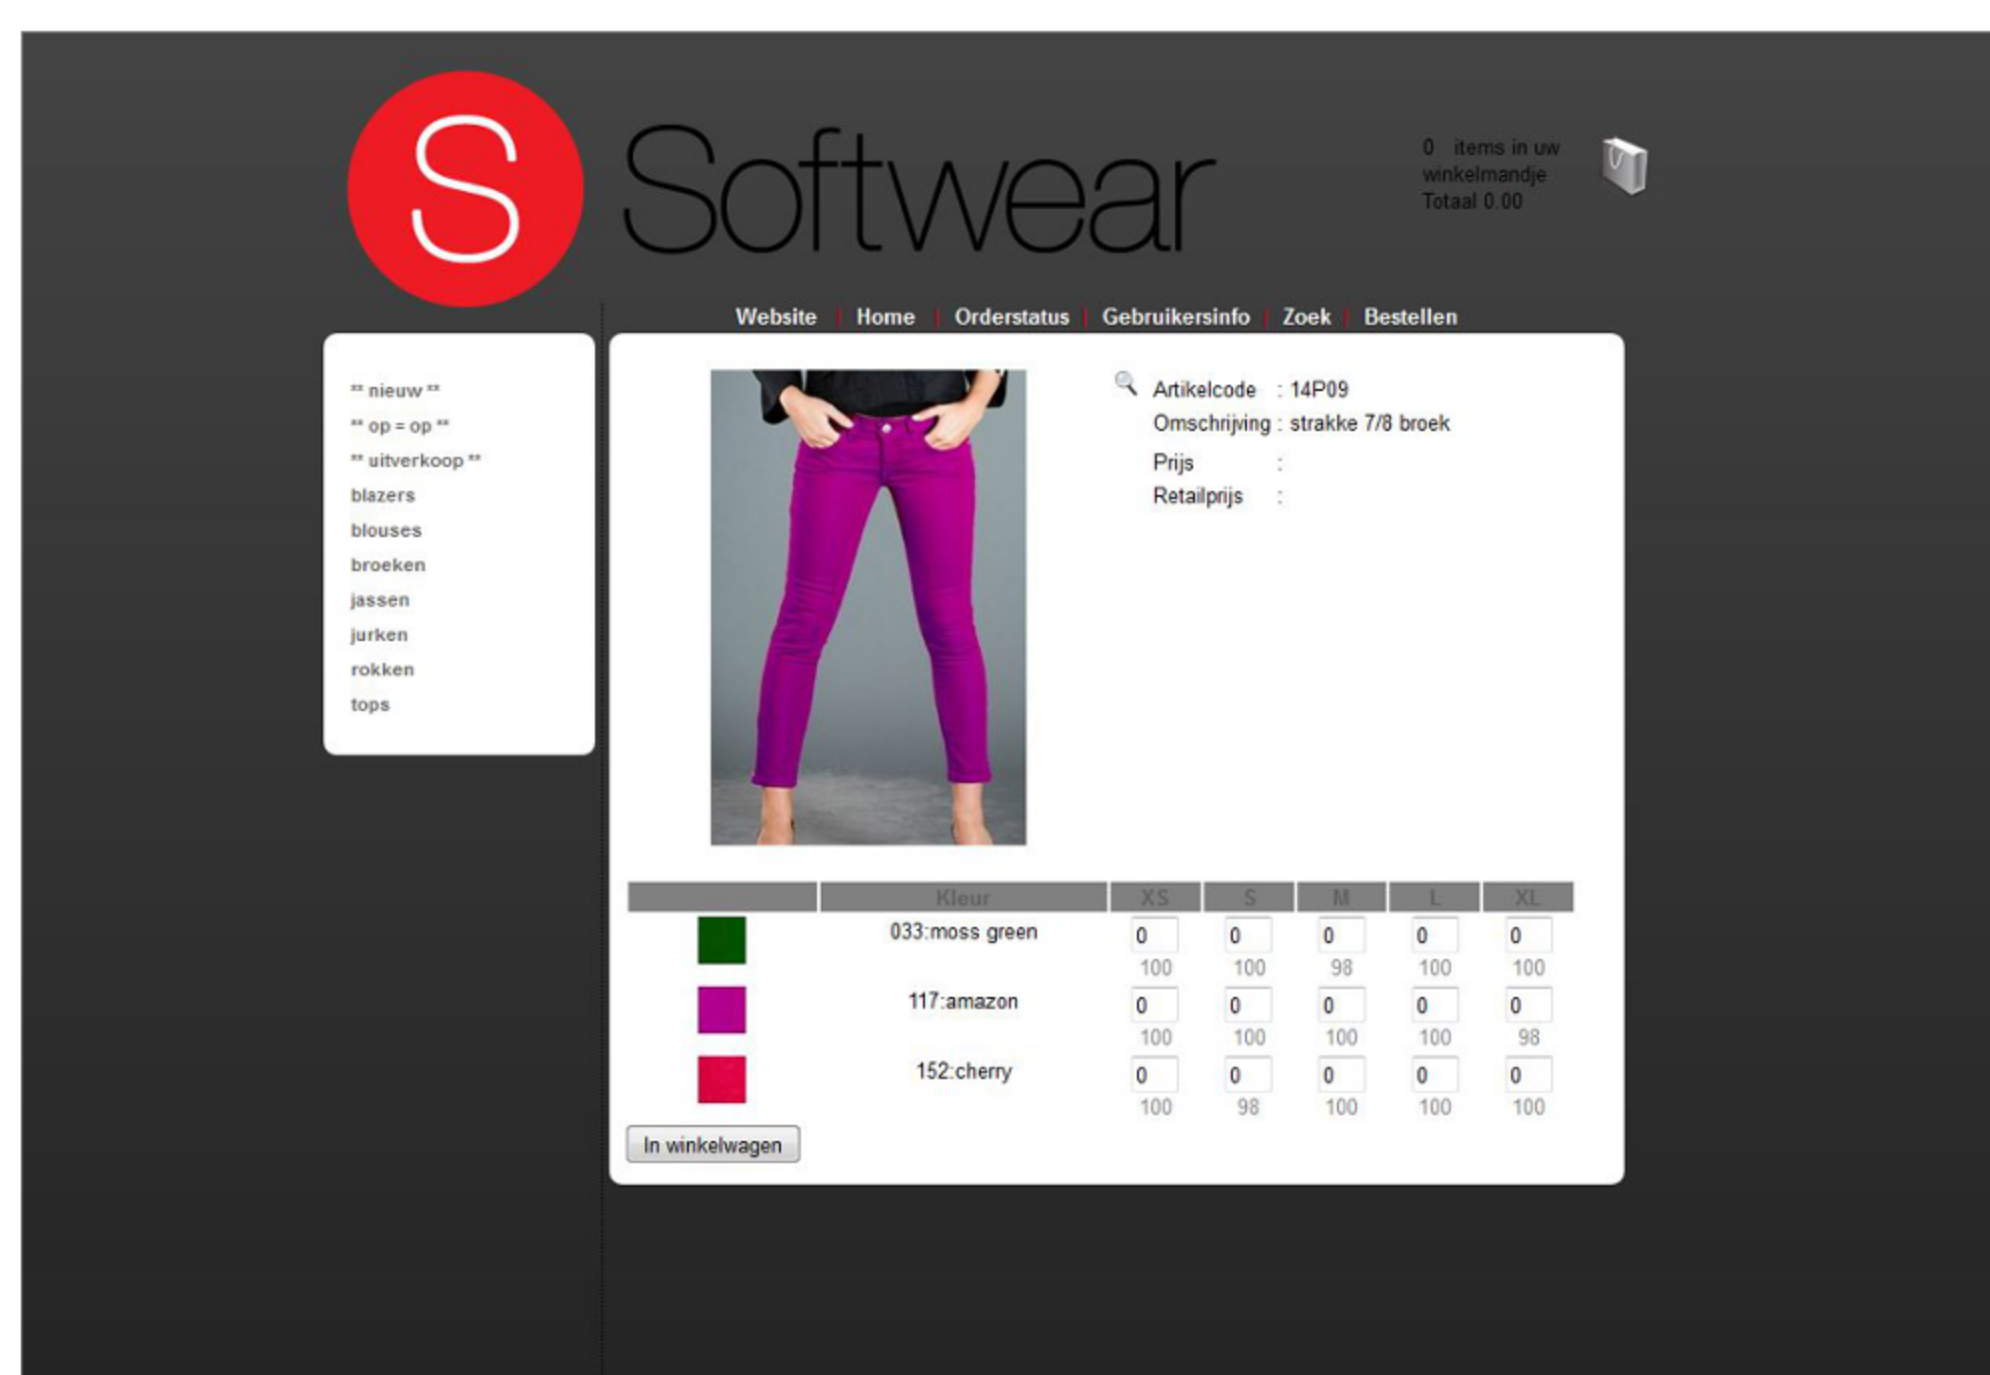 S Softwear
0 items in uw
winkelmandje
Totaal 0.00
Website | Home | Orderstatus | Gebruikersinfo | Zoek | Bestellen
** nieuw **
** op = op **
** uitverkoop **
blazers
blouses
broeken
jassen
jurken
rokken
tops
Artikelcode : 14P09
Omschrijving : strakke 7/8 broek
Prijs :
Retailprijs :
Kleur XS S M L XL
033:moss green 0 0 0 0 0
100 100 98 100 100
117:amazon 0 0 0 0 0
100 100 100 100 98
152:cherry 0 0 0 0 0
100 98 100 100 100
In winkelwagen